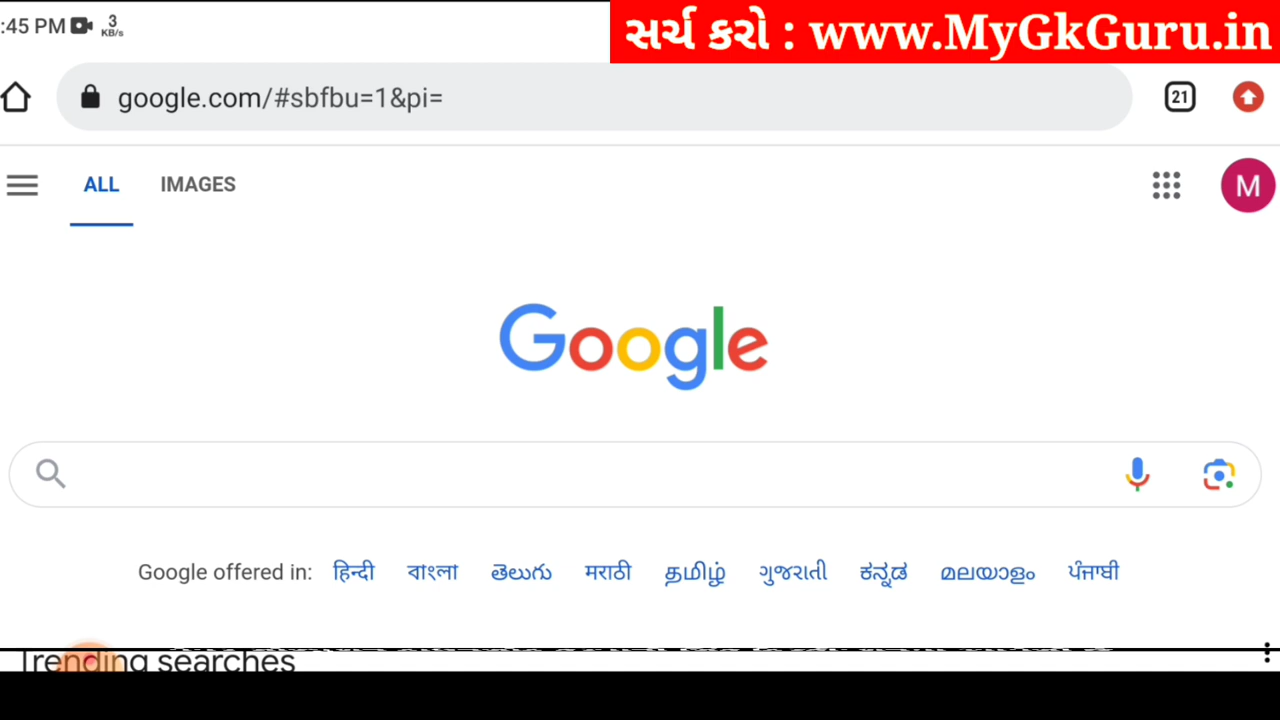 :45 PM 3 KB/s
સર્ચ કરો : www.MyGkGuru.in
google.com/#sbfbu=1&pi=
21
ALL IMAGES
M
Google
Google offered in: हिन्दी বাংলা తెలుగు मराठी தமிழ் ગુજરાતી ಕನ್ನಡ മലയാളം ਪੰਜਾਬੀ
Trending searches